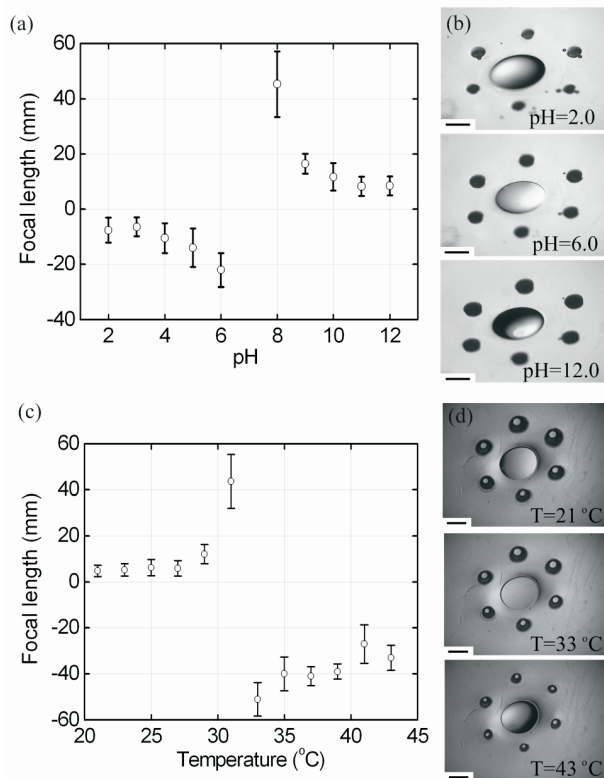 (a)
60
40
20
0
-20
-40
Focal length (mm)
2 4 6 8 10 12
pH
(b)
pH=2.0
pH=6.0
pH=12.0
(c)
60
40
20
0
-20
-40
-60
Focal length (mm)
20 25 30 35 40 45
Temperature (°C)
(d)
T=21 °C
T=33 °C
T=43 °C